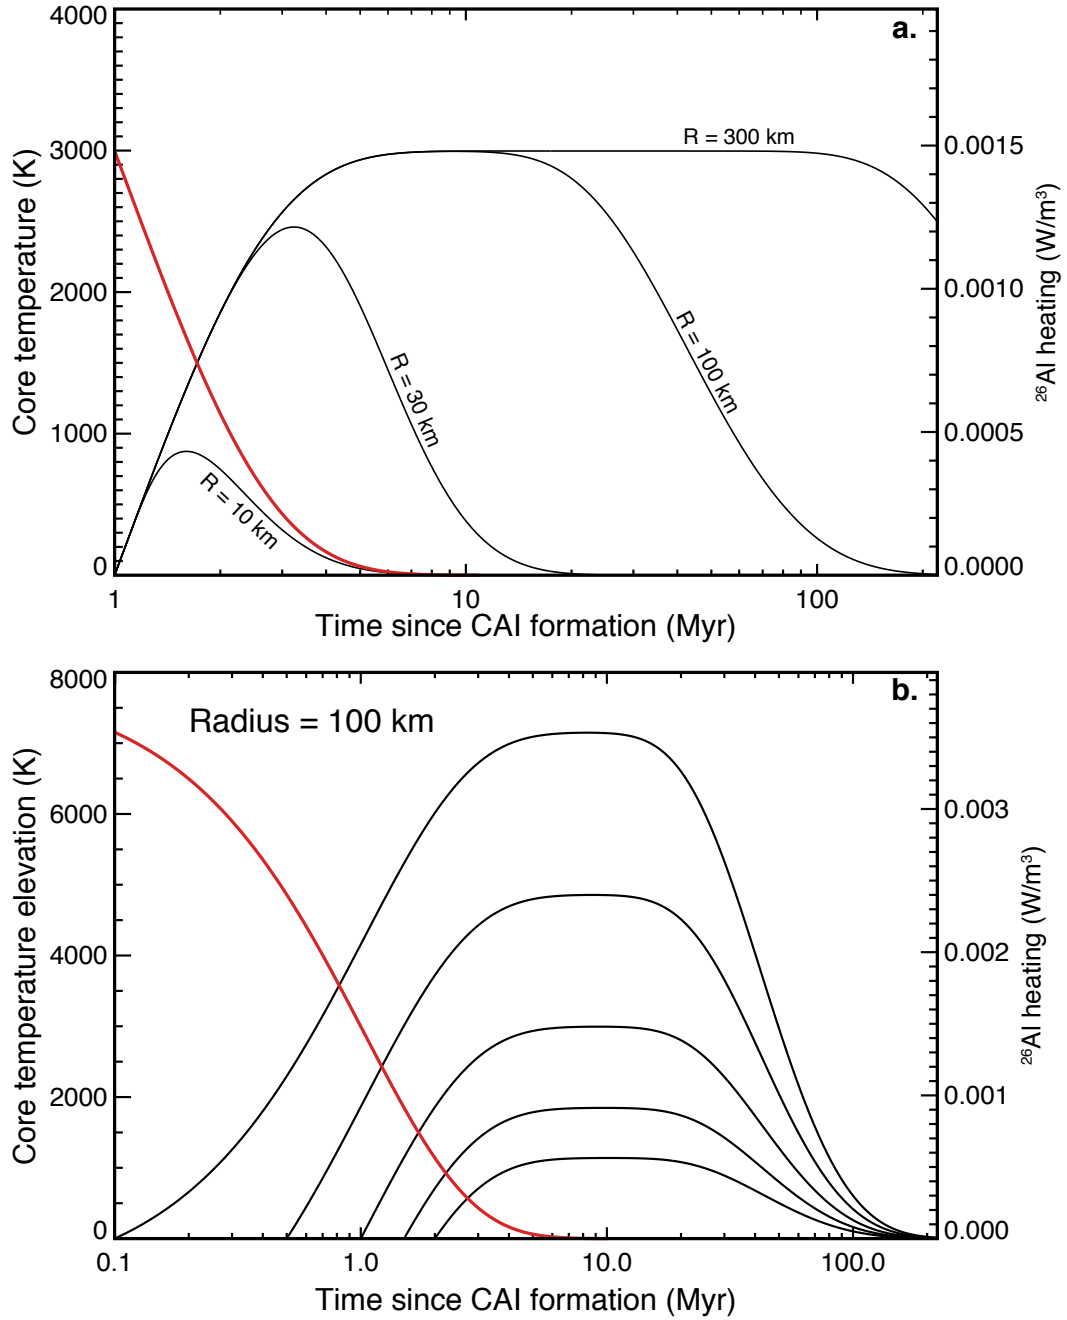 a.
4000
3000
2000
1000
0
Core temperature (K)
R = 300 km
R = 100 km
R = 30 km
R = 10 km
0.0015
0.0010
0.0005
0.0000
²⁶Al heating (W/m³)
1
10
100
Time since CAI formation (Myr)
b.
Radius = 100 km
8000
6000
4000
2000
0
Core temperature elevation (K)
0.003
0.002
0.001
0.000
²⁶Al heating (W/m³)
0.1
1.0
10.0
100.0
Time since CAI formation (Myr)